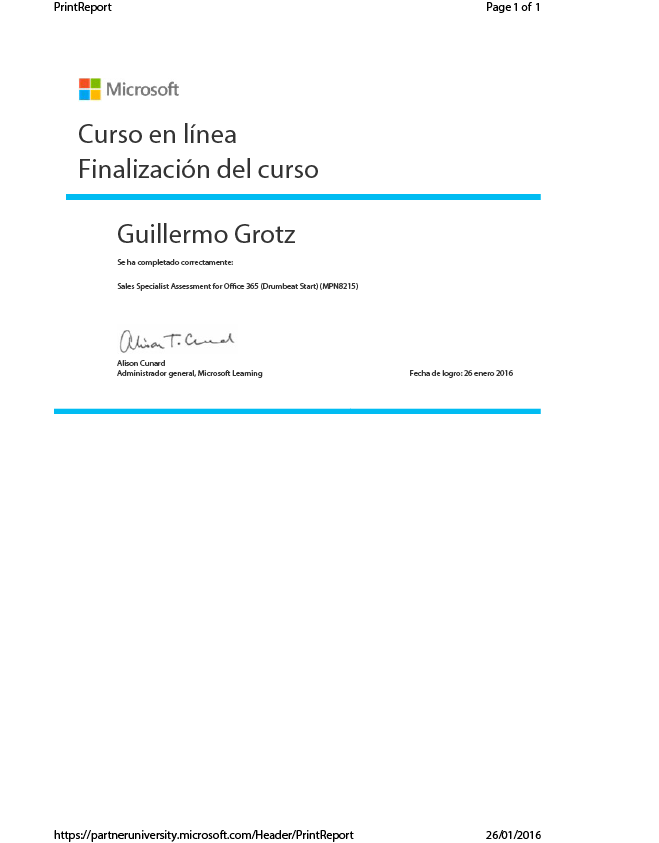 PrintReport Page 1 of 1
Microsoft
Curso en línea
Finalización del curso
Guillermo Grotz
Se ha completado correctamente:
Sales Specialist Assessment for Office 365 (Drumbeat Start) (MPN8215)
Alison T. Cunard
Alison Cunard
Administrador general, Microsoft Learning Fecha de logro: 26 enero 2016
https://partneruniversity.microsoft.com/Header/PrintReport 26/01/2016